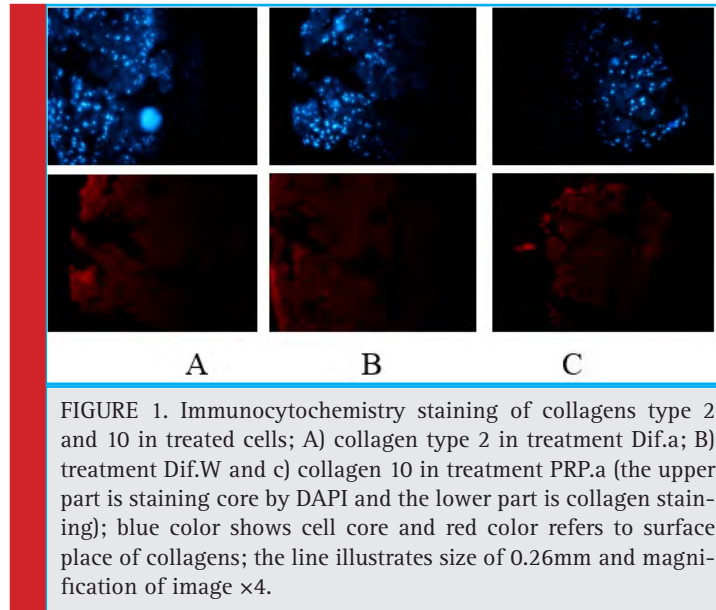 A B C
FIGURE 1. Immunocytochemistry staining of collagens type 2
and 10 in treated cells; A) collagen type 2 in treatment Dif.a; B)
treatment Dif.W and c) collagen 10 in treatment PRP.a (the upper
part is staining core by DAPI and the lower part is collagen stain-
ing); blue color shows cell core and red color refers to surface
place of collagens; the line illustrates size of 0.26mm and magni-
fication of image ×4.